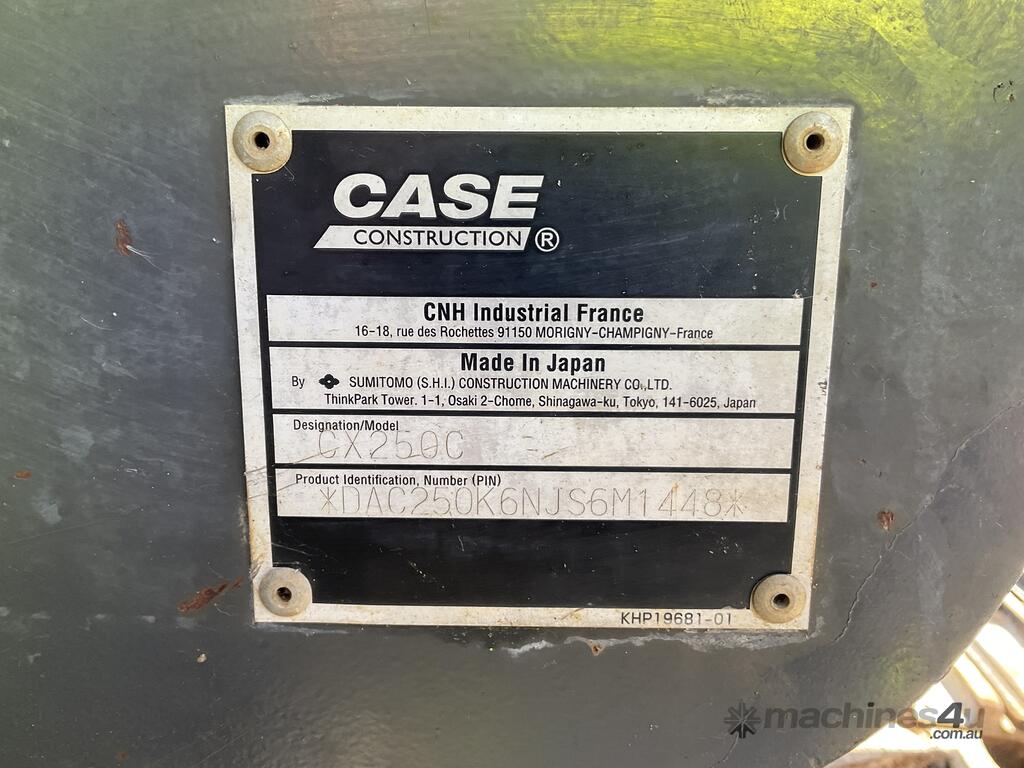 CASE
CONSTRUCTION ®
CNH Industrial France
16-18, rue des Rochettes 91150 MORIGNY-CHAMPIGNY-France
Made In Japan
By SUMITOMO (S.H.I.) CONSTRUCTION MACHINERY CO.,LTD.
ThinkPark Tower. 1-1, Osaki 2-Chome, Shinagawa-ku, Tokyo, 141-6025, Japan
Designation/Model
CX250C -
Product Identification, Number (PIN)
*DAC250K6NJS6M1448*
KHP19681-01
machines4u
.com.au